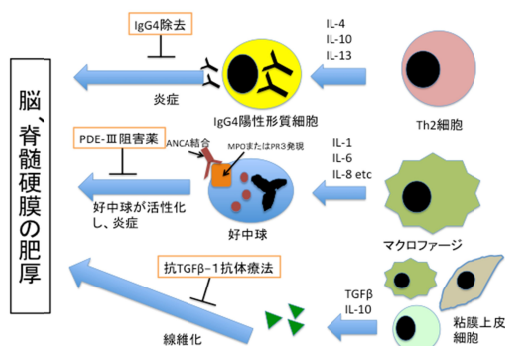 脳、脊髄硬膜の肥厚
IgG4除去
炎症
IgG4陽性形質細胞
IL-4
IL-10
IL-13
Th2細胞
PDE-Ⅲ阻害薬
ANCA結合
MPOまたはPR3発現
好中球が活性化
し、炎症
好中球
IL-1
IL-6
IL-8 etc
マクロファージ
抗TGFβ-1抗体療法
線維化
TGFβ
IL-10
粘膜上皮
細胞